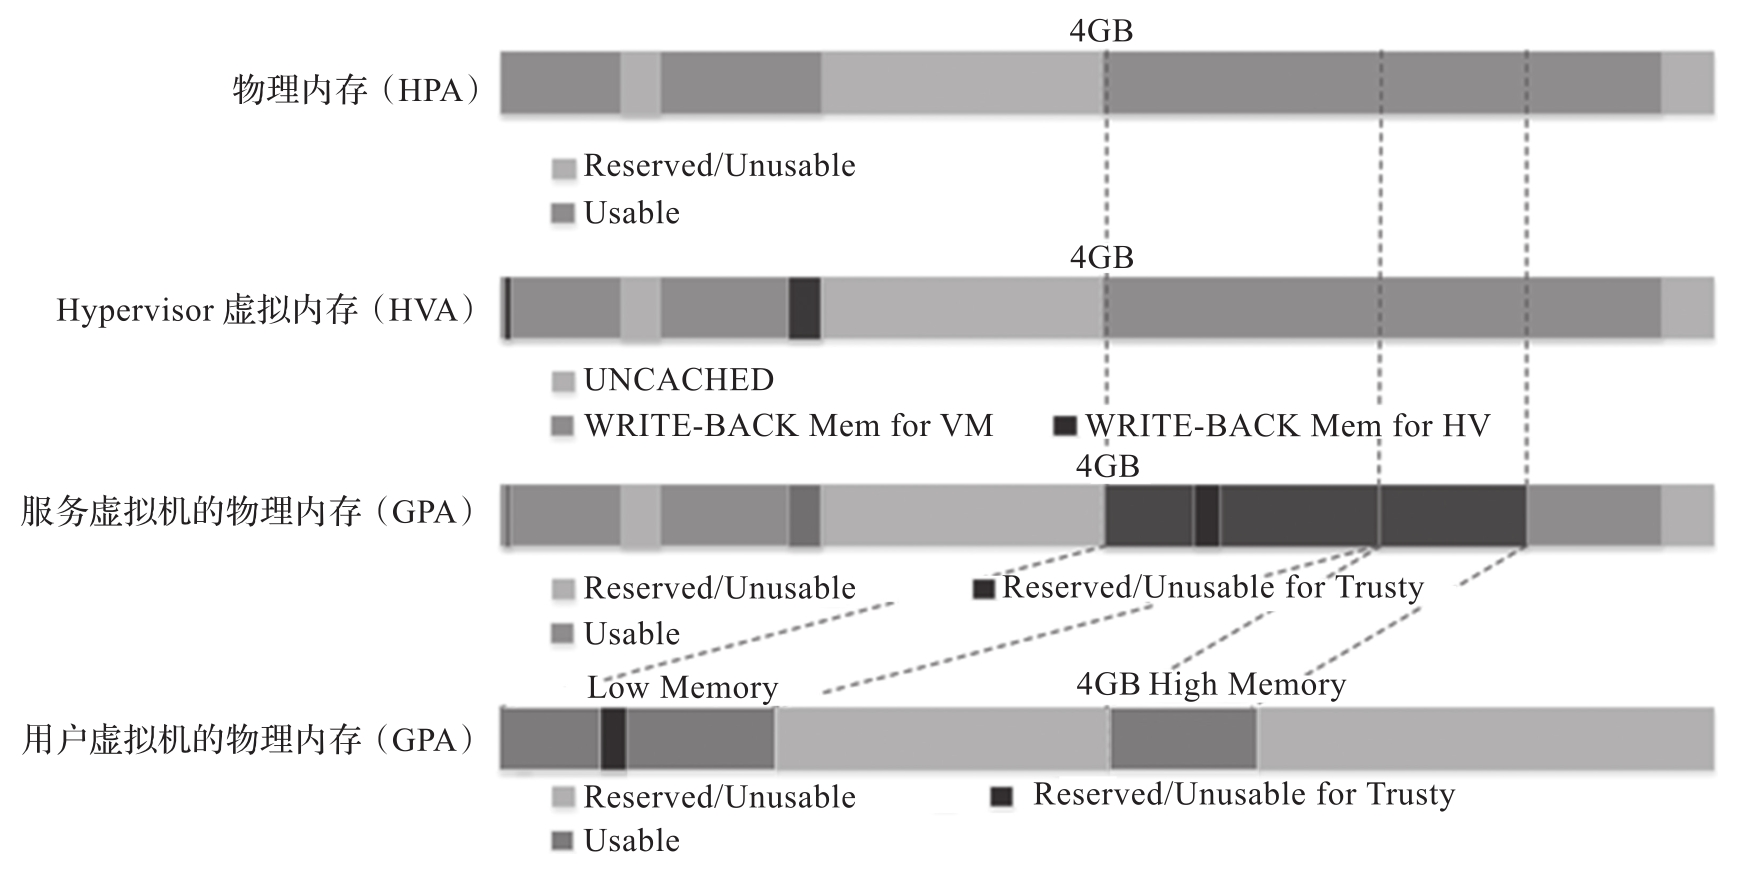 4GB
物理内存（HPA）
Reserved/Unusable
Usable
4GB
Hypervisor 虚拟内存（HVA）
UNCACHED
WRITE-BACK Mem for VM
WRITE-BACK Mem for HV
4GB
服务虚拟机的物理内存（GPA）
Reserved/Unusable
Reserved/Unusable for Trusty
Usable
Low Memory
4GB High Memory
用户虚拟机的物理内存（GPA）
Reserved/Unusable
Reserved/Unusable for Trusty
Usable